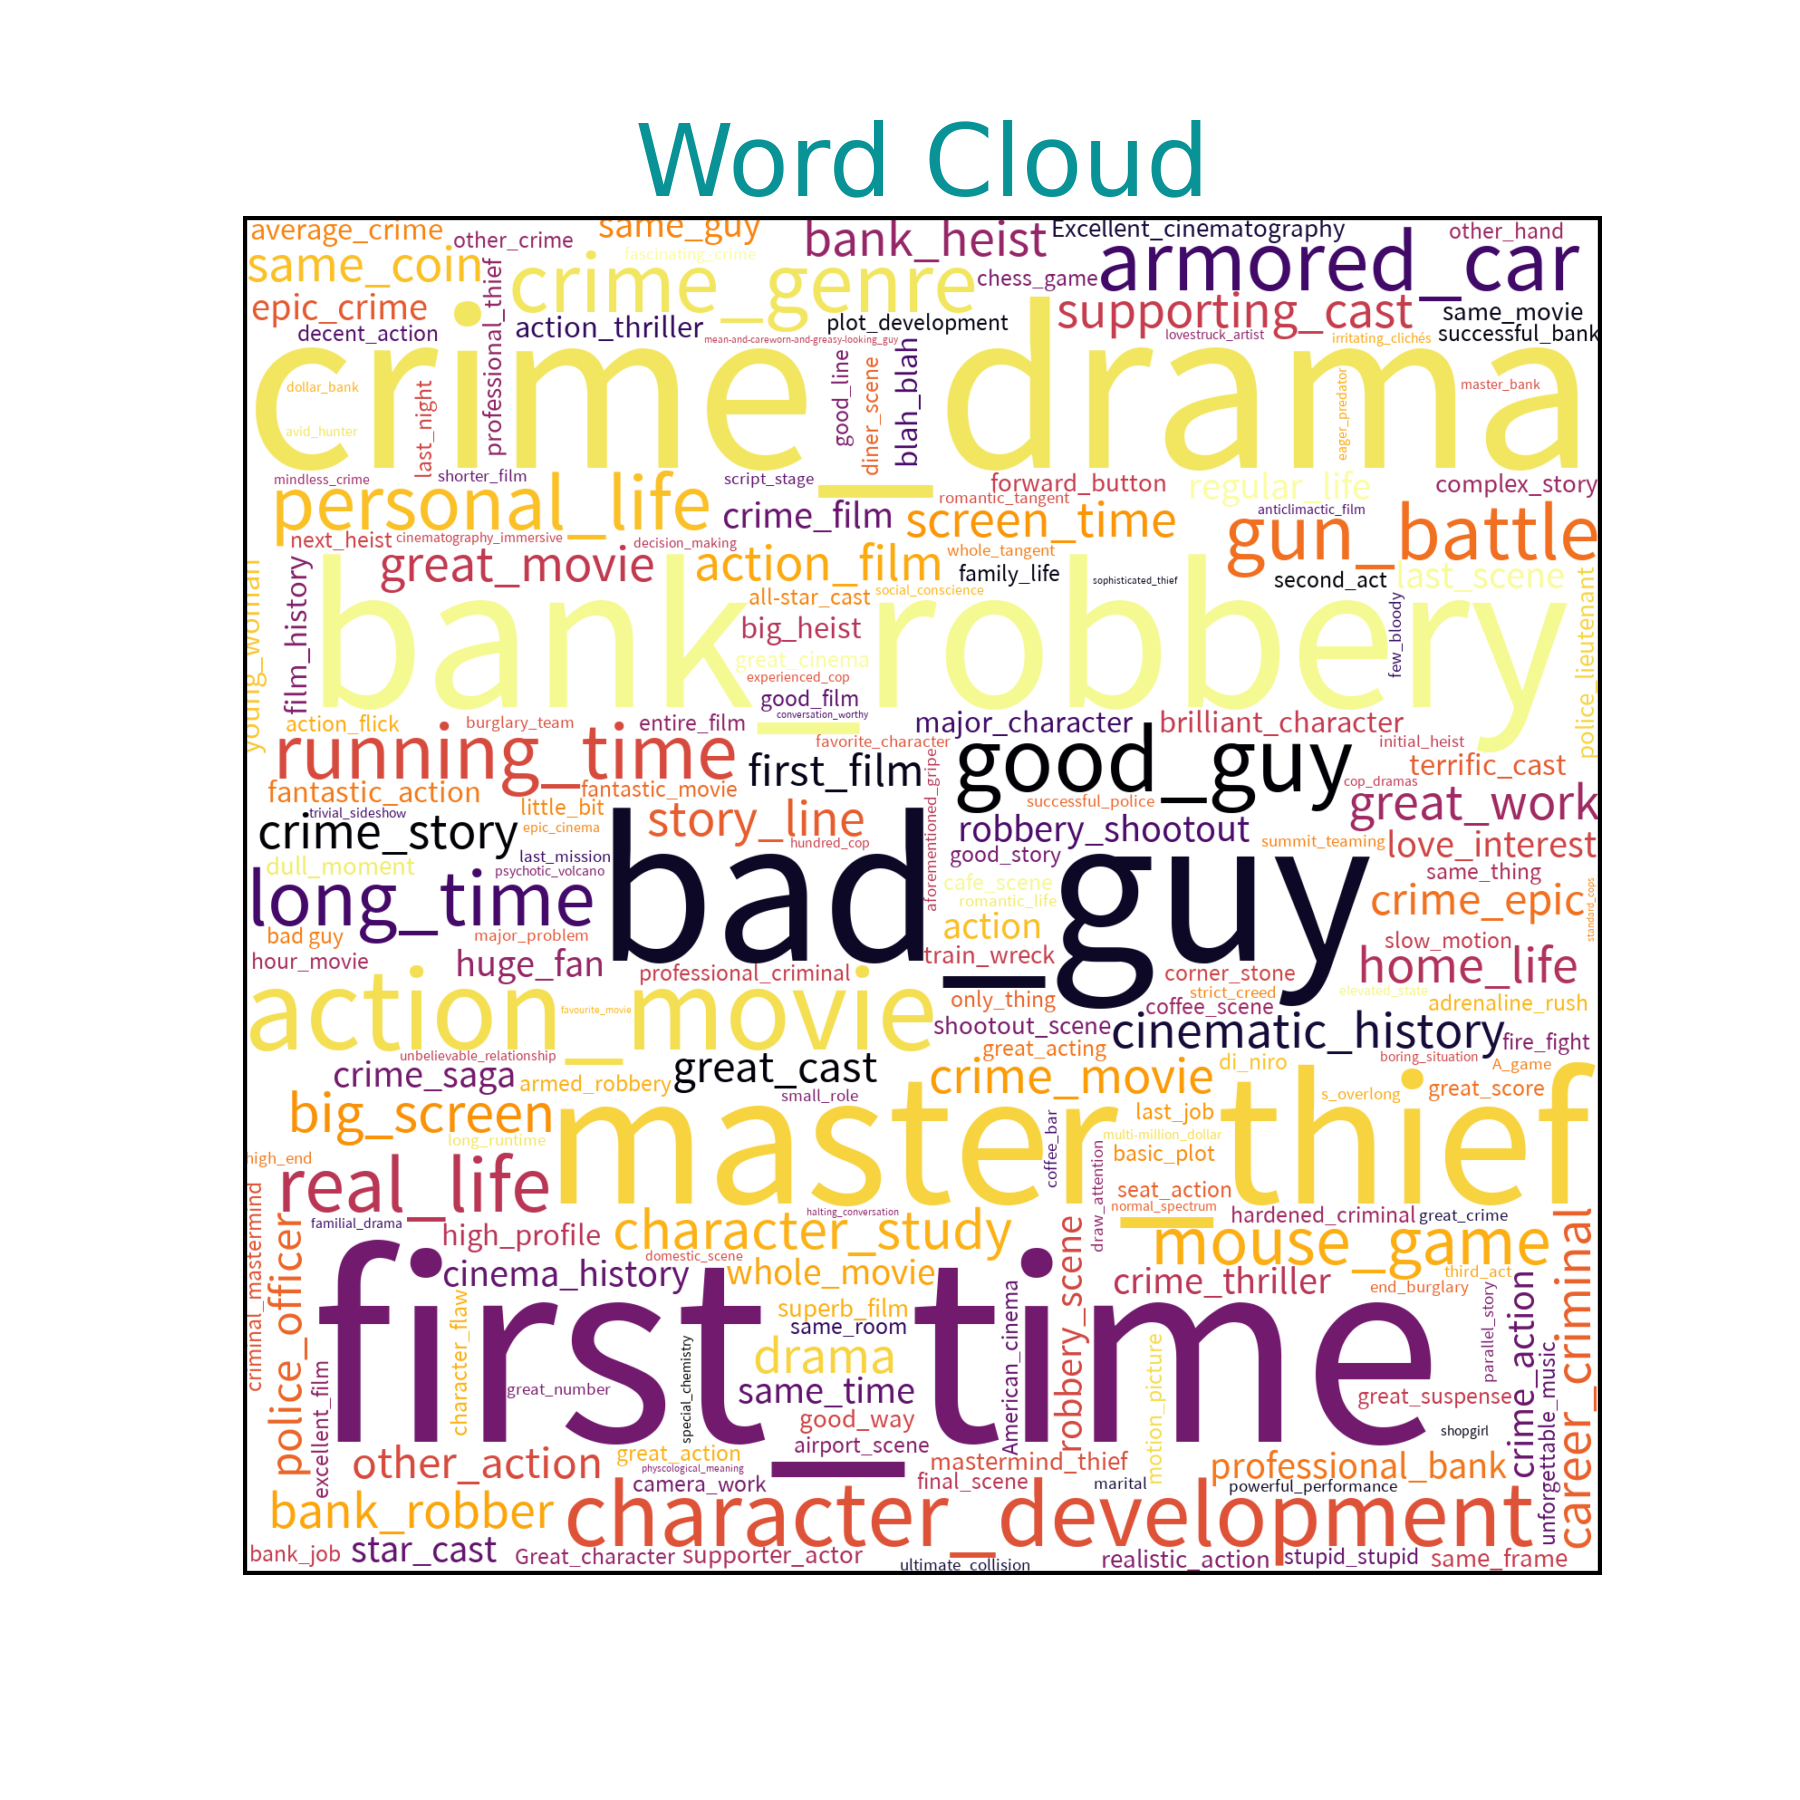 Word Cloud
average_crime
other_crime
same_guy
fascinating_crime
bank_heist
Excellent_cinematography
other_hand
same_coin
professional_thief
crime_genre
chess_game
armored_car
epic_crime
decent_action
action_thriller
plot_development
supporting_cast
same_movie
mean-and-careworn-and-greasy-looking_guy
lovestruck_artist
irritating_clichés
successful_bank
crime_drama
dollar_bank
avid_hunter
last_night
good_line
diner_scene
blah_blah
eager_predator
master_bank
mindless_crime
shorter_film
script_stage
forward_button
romantic_tangent
regular_life
complex_story
personal_life
crime_film
screen_time
anticlimactic_film
gun_battle
next_heist
cinematography_immersive
decision_making
great_movie
action_film
whole_tangent
family_life
sophisticated_thief
second_act
last_scene
young_woman
film_history
all-star_cast
social_conscience
bank_robbery
big_heist
few_bloody
police_lieutenant
great_cinema
experienced_cop
good_film
conversation_worthy
action_flick
burglary_team
entire_film
major_character
brilliant_character
favorite_character
initial_heist
running_time
first_film
good_guy
terrific_cast
fantastic_action
fantastic_movie
aforementioned_gripe
cop_dramas
trivial_sideshow
little_bit
successful_police
great_work
crime_story
epic_cinema
story_line
hundred_cop
robbery_shootout
summit_teaming
love_interest
dull_moment
last_mission
psychotic_volcano
good_story
same_thing
long_time
bad_guy
cafe_scene
romantic_life
crime_epic
standard_cops
bad guy
major_problem
action
slow_motion
hour_movie
huge_fan
professional_criminal
train_wreck
corner_stone
home_life
action_movie
favourite_movie
only_thing
strict_creed
elevated_state
coffee_scene
adrenaline_rush
shootout_scene
cinematic_history
fire_fight
unbelievable_relationship
great_acting
boring_situation
crime_saga
armed_robbery
great_cast
crime_movie
di_niro
A_game
small_role
s_overlong
great_score
big_screen
master_thief
last_job
long_runtime
coffee_bar
multi-million_dollar
high_end
draw_attention
basic_plot
real_life
seat_action
criminal_mastermind
familial_drama
halting_conversation
normal_spectrum
hardened_criminal
great_crime
police_officer
high_profile
character_study
robbery_scene
mouse_game
career_criminal
first_time
domestic_scene
cinema_history
whole_movie
crime_thriller
third_act
end_burglary
crime_action
character_flaw
superb_film
American_cinema
parallel_story
same_room
special_chemistry
drama
motion_picture
unforgettable_music
excellent_film
great_number
same_time
great_suspense
good_way
shopgirl
airport_scene
other_action
great_action
mastermind_thief
professional_bank
physcological_meaning
camera_work
final_scene
marital
powerful_performance
bank_robber
character_development
bank_job
star_cast
Great_character
supporter_actor
ultimate_collision
realistic_action
stupid_stupid
same_frame